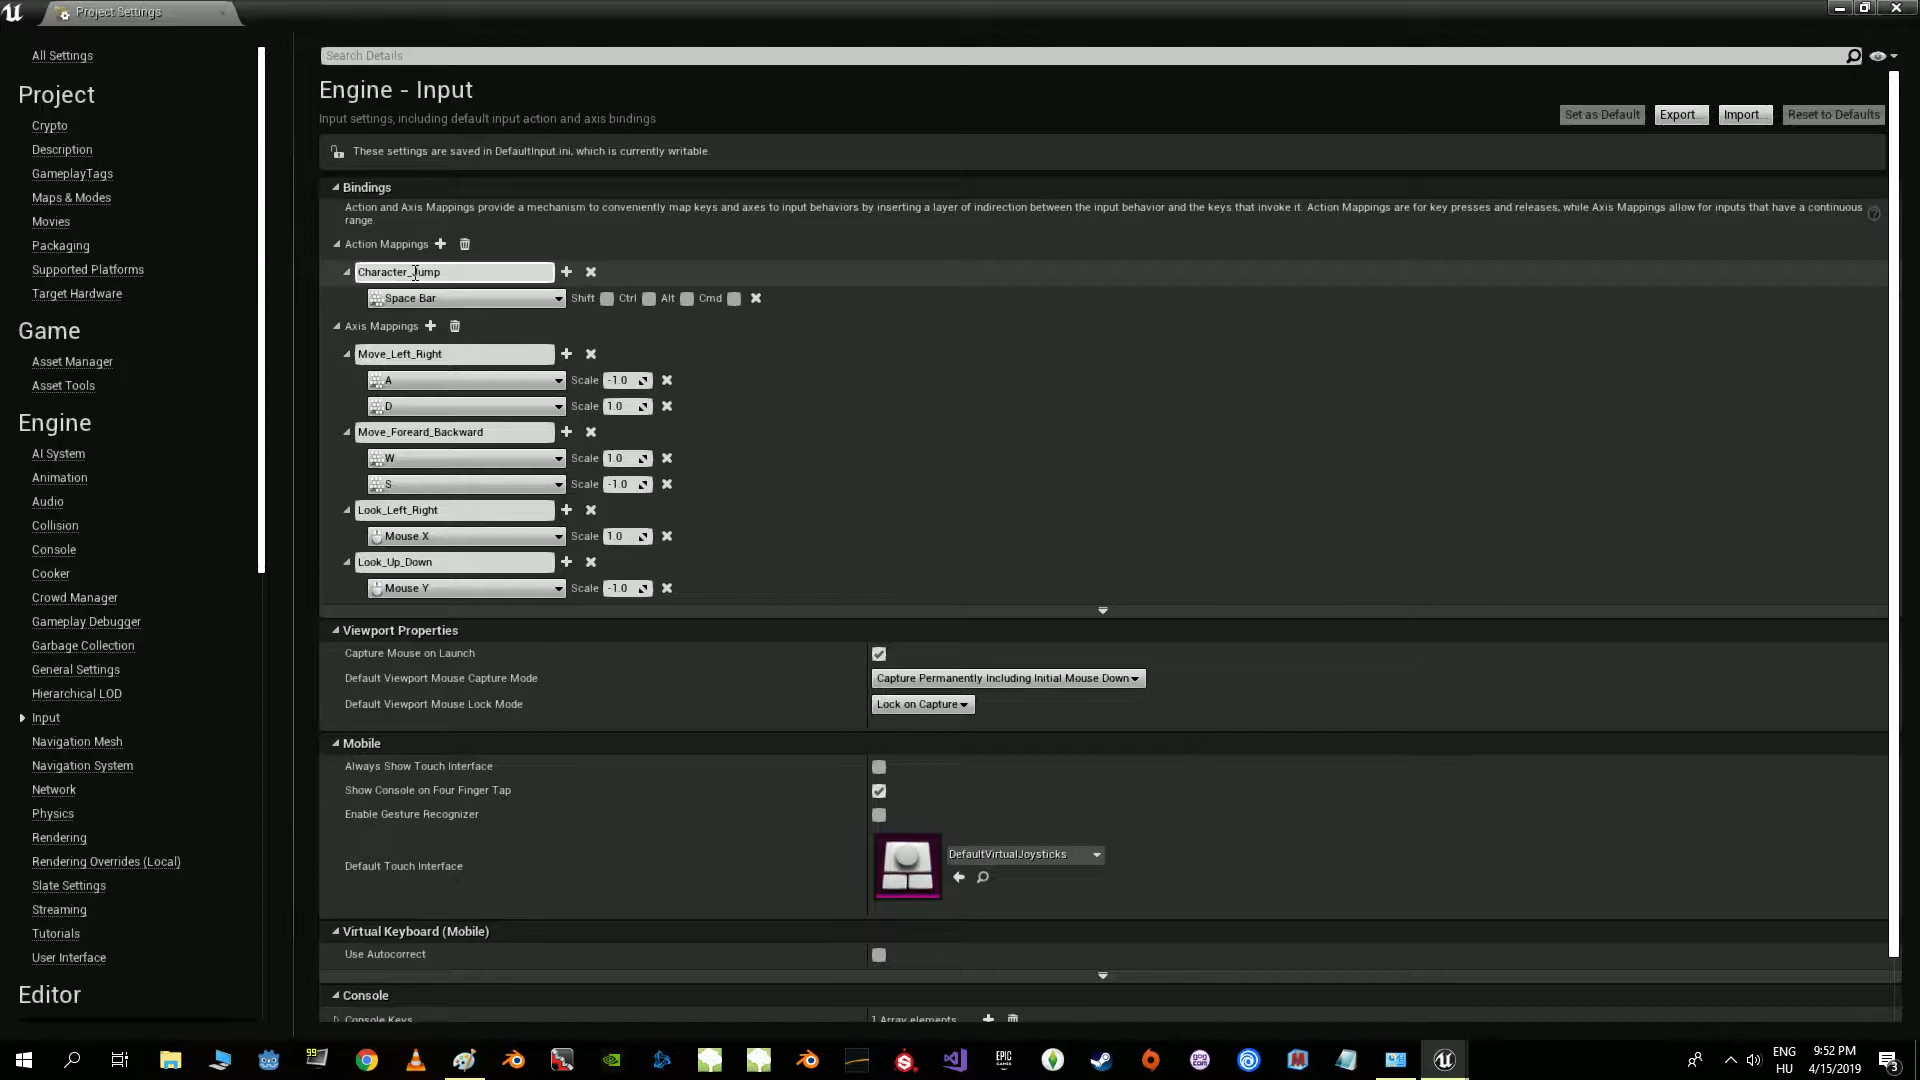 Project Settings
All Settings
Project
Crypto
Description
GameplayTags
Maps & Modes
Movies
Packaging
Supported Platforms
Target Hardware
Game
Asset Manager
Asset Tools
Engine
AI System
Animation
Audio
Collision
Console
Cooker
Crowd Manager
Gameplay Debugger
Garbage Collection
General Settings
Hierarchical LOD
Input
Navigation Mesh
Navigation System
Network
Physics
Rendering
Rendering Overrides (Local)
Slate Settings
Streaming
Tutorials
User Interface
Editor
Search Details
Engine - Input
Input settings, including default input action and axis bindings
Set as Default Export... Import... Reset to Defaults
These settings are saved in DefaultInput.ini, which is currently writable.
Bindings
Action and Axis Mappings provide a mechanism to conveniently map keys and axes to input behaviors by inserting a layer of indirection between the input behavior and the keys that invoke it. Action Mappings are for key presses and releases, while Axis Mappings allow for inputs that have a continuous
range.
Action Mappings
Character_Jump
Space Bar Shift Ctrl Alt Cmd
Axis Mappings
Move_Left_Right
A Scale -1.0
D Scale 1.0
Move_Foreard_Backward
W Scale 1.0
S Scale -1.0
Look_Left_Right
Mouse X Scale 1.0
Look_Up_Down
Mouse Y Scale -1.0
Viewport Properties
Capture Mouse on Launch
Default Viewport Mouse Capture Mode Capture Permanently Including Initial Mouse Down
Default Viewport Mouse Lock Mode Lock on Capture
Mobile
Always Show Touch Interface
Show Console on Four Finger Tap
Enable Gesture Recognizer
Default Touch Interface DefaultVirtualJoysticks
Virtual Keyboard (Mobile)
Use Autocorrect
Console
Console Keys 1 Array elements
99
EPIC
GAMES
gog
COM
ENG
HU
9:52 PM
4/15/2019
3